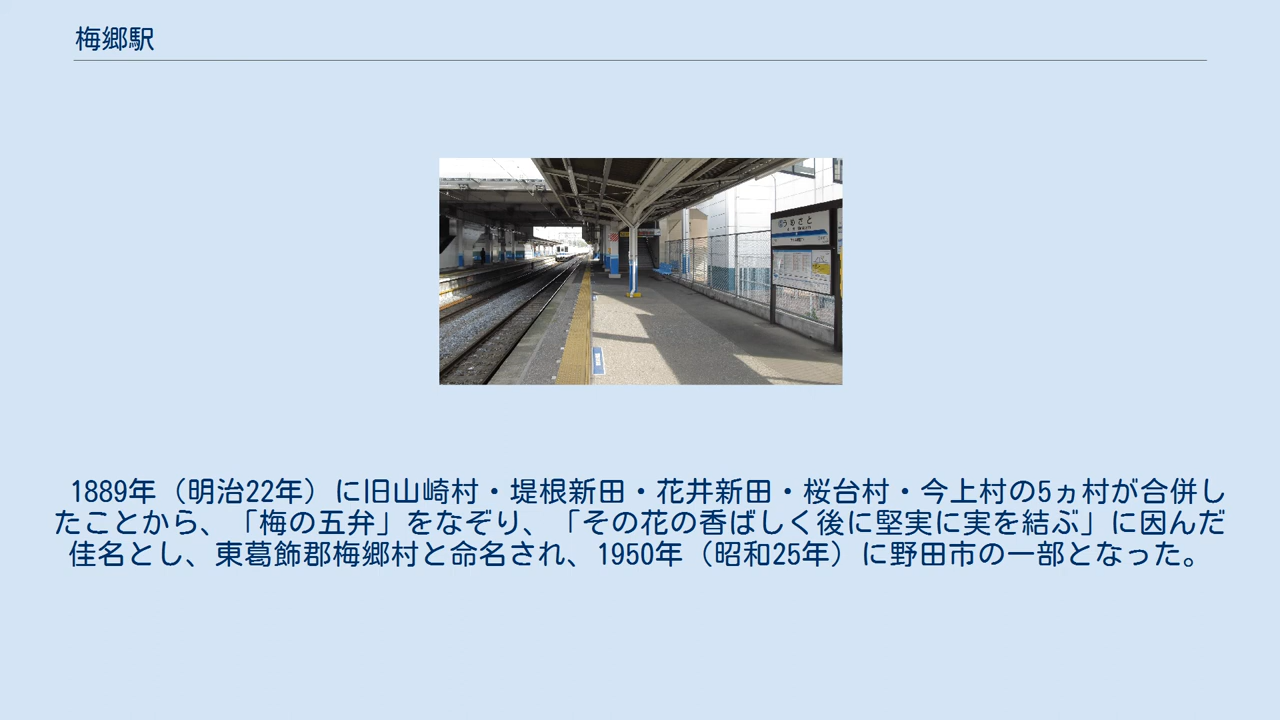 梅郷駅
うめさと
1889年（明治22年）に旧山崎村・堤根新田・花井新田・桜台村・今上村の5ヵ村が合併し
たことから、「梅の五弁」をなぞり、「その花の香ばしく後に堅実に実を結ぶ」に因んだ
佳名とし、東葛飾郡梅郷村と命名され、1950年（昭和25年）に野田市の一部となった。